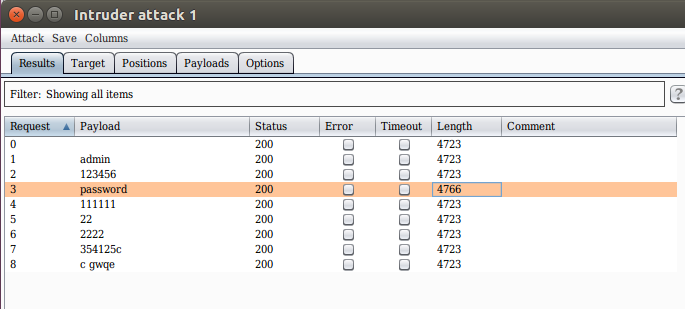 Intruder attack 1
Attack Save Columns
Results Target Positions Payloads Options
Filter: Showing all items ?
Request Payload Status Error Timeout Length Comment
0 200 4723
1 admin 200 4723
2 123456 200 4723
3 password 200 4766
4 111111 200 4723
5 22 200 4723
6 2222 200 4723
7 354125c 200 4723
8 c gwqe 200 4723